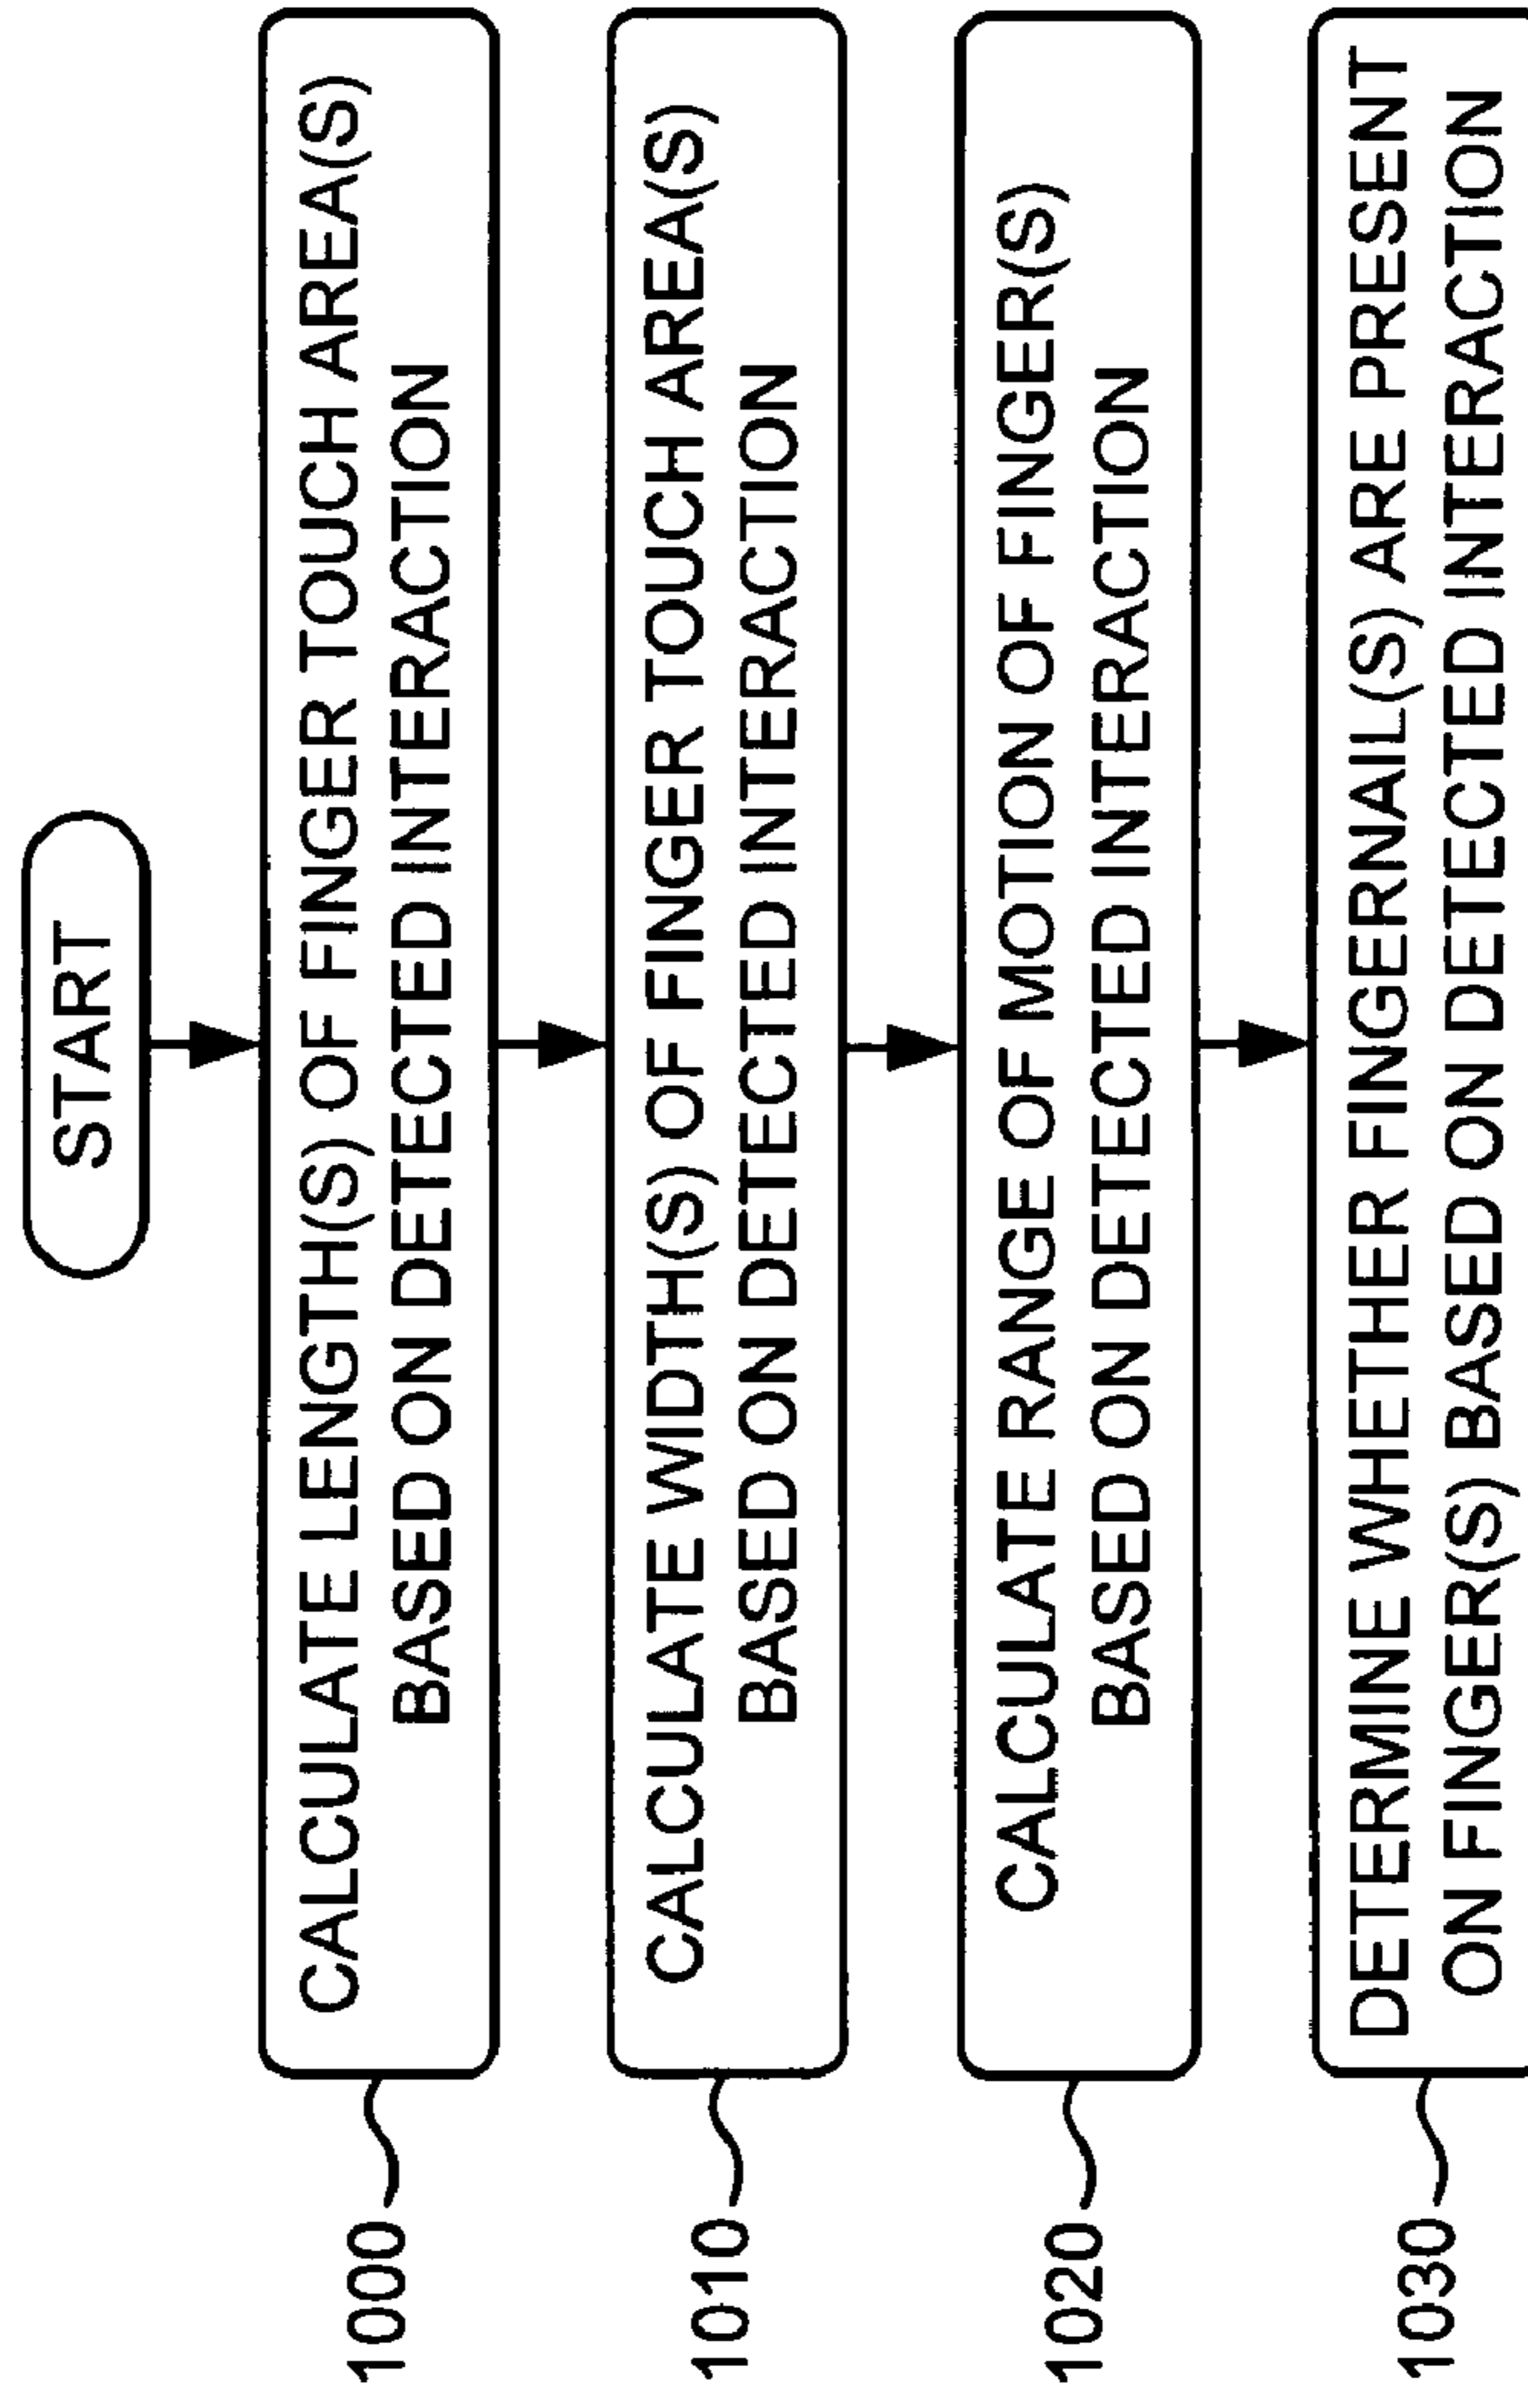 START
1000
CALCULATE LENGTH(S) OF FINGER TOUCH AREA(S)
BASED ON DETECTED INTERACTION
1010
CALCULATE WIDTH(S) OF FINGER TOUCH AREA(S)
BASED ON DETECTED INTERACTION
1020
CALCULATE RANGE OF MOTION OF FINGER(S)
BASED ON DETECTED INTERACTION
1030
DETERMINE WHETHER FINGERNAIL(S) ARE PRESENT
ON FINGER(S) BASED ON DETECTED INTERACTION